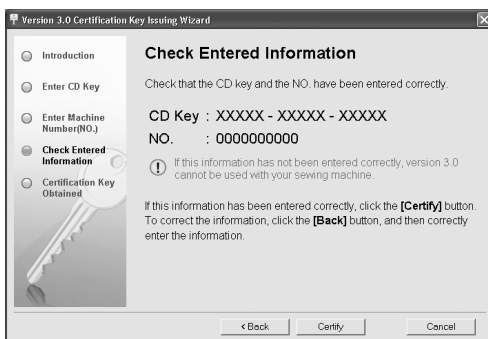 Version 3.0 Certification Key Issuing Wizard
Introduction
Enter CD Key
Enter Machine
Number(NO.)
Check Entered
Information
Certification Key
Obtained
Check Entered Information
Check that the CD key and the NO. have been entered correctly.
CD Key : XXXXX - XXXXX - XXXXX
NO. : 0000000000
If this information has not been entered correctly, version 3.0
cannot be used with your sewing machine.
If this information has been entered correctly, click the [Certify] button.
To correct the information, click the [Back] button, and then correctly
enter the information.
< Back
Certify
Cancel